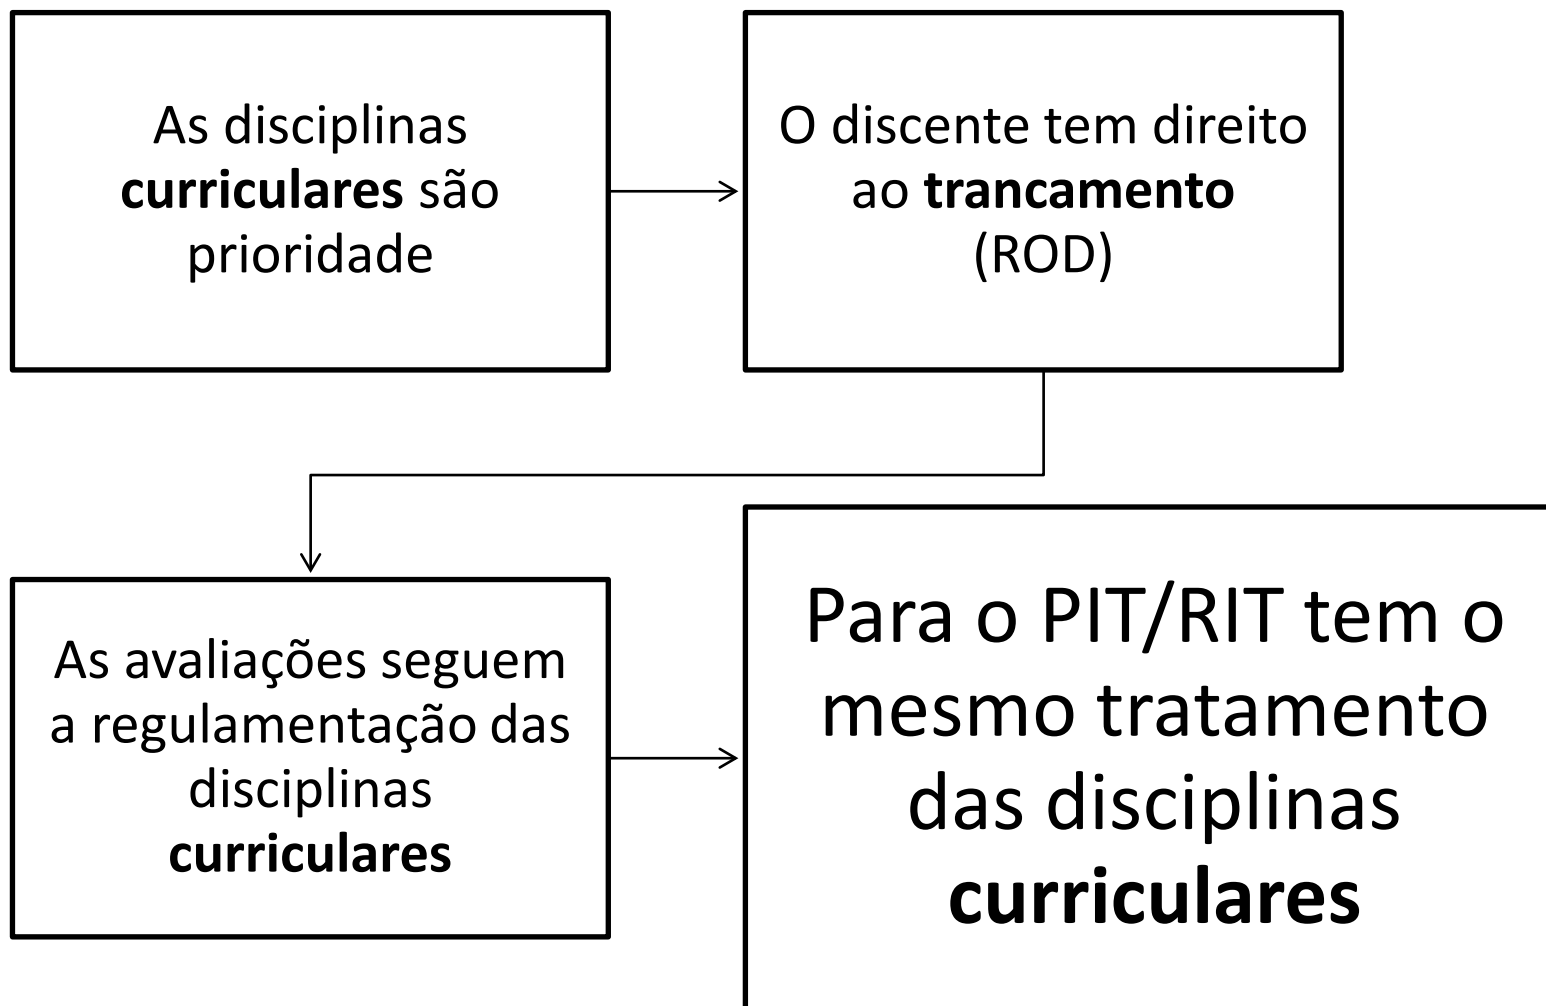 As disciplinas
curriculares são
prioridade
O discente tem direito
ao trancamento
(ROD)
As avaliações seguem
a regulamentação das
disciplinas
curriculares
Para o PIT/RIT tem o
mesmo tratamento
das disciplinas
curriculares